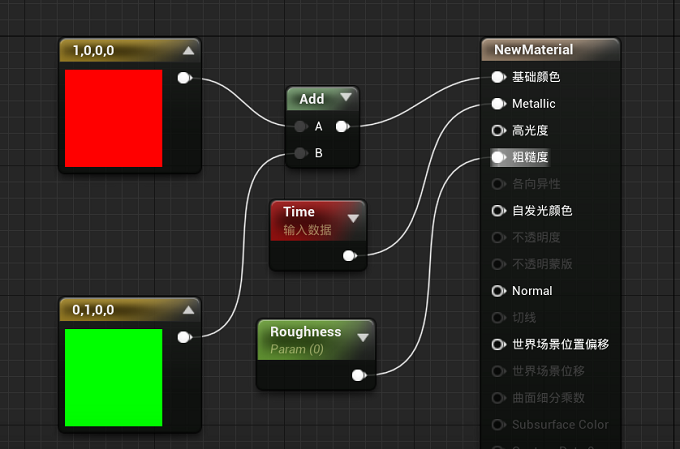 1,0,0,0
Add
A
B
Time
输入数据
0,1,0,0
Roughness
Param (0)
NewMaterial
基础颜色
Metallic
高光度
粗糙度
各向异性
自发光颜色
不透明度
不透明蒙版
Normal
切线
世界场景位置偏移
世界场景位移
曲面细分乘数
Subsurface Color